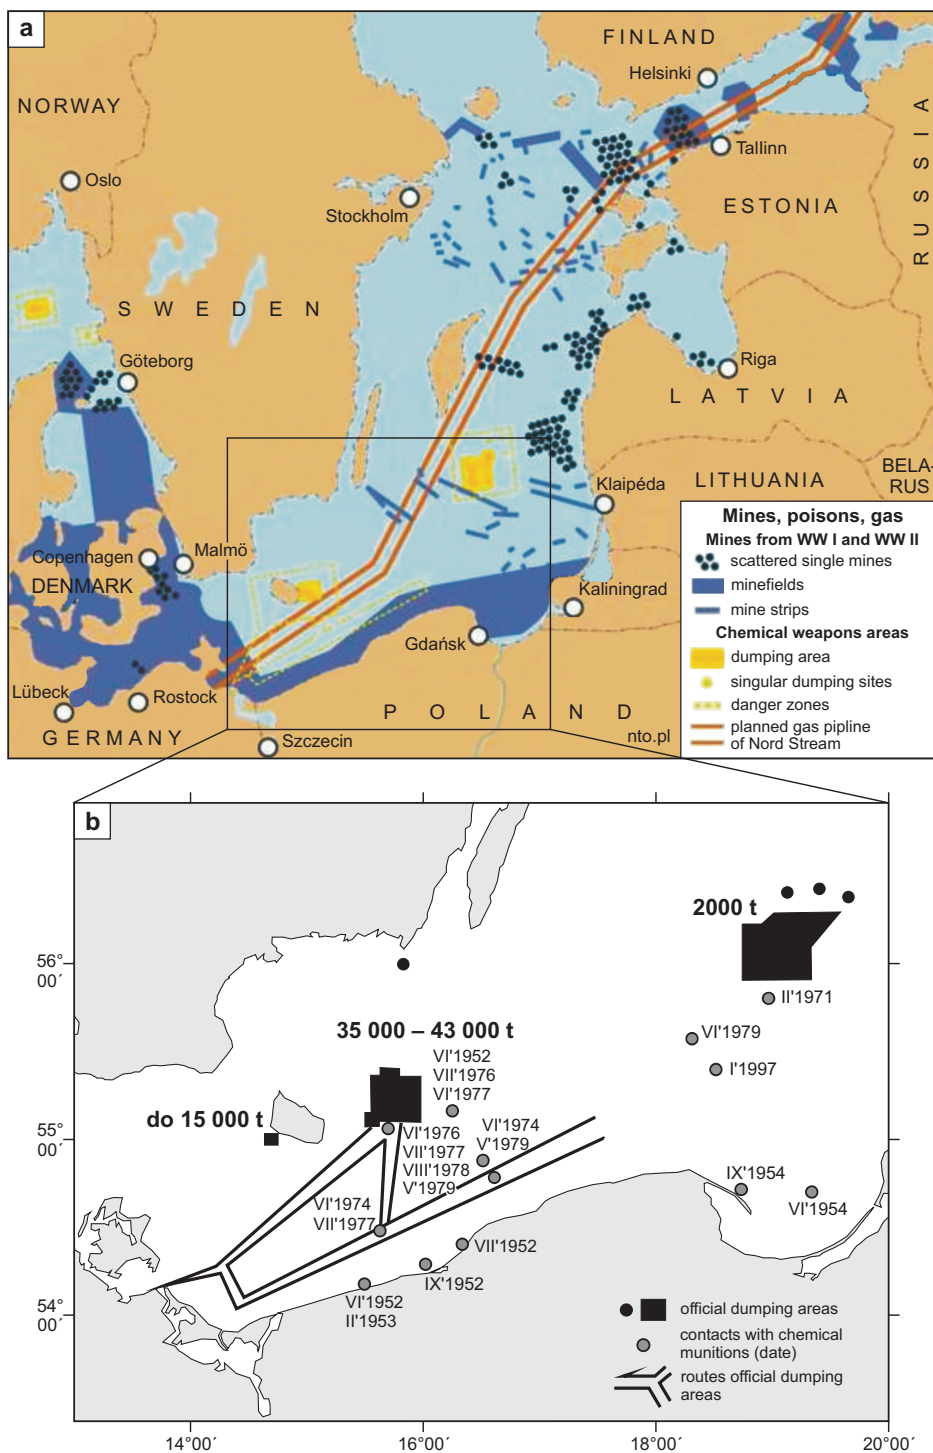 a
FINLAND
Helsinki
NORWAY
Oslo
Tallinn
Stockholm
ESTONIA
RUSSIA
SWEDEN
Göteborg
Riga
LATVIA
LITHUANIA
BELA-
RUS
Klaipéda
Copenhagen
Malmö
DENMARK
Kaliningrad
Gdańsk
Lübeck
Rostock
GERMANY
POLAND
nto.pl
Szczecin
Mines, poisons, gas
Mines from WW I and WW II
scattered single mines
minefields
mine strips
Chemical weapons areas
dumping area
singular dumping sites
danger zones
planned gas pipline
of Nord Stream
b
2000 t
56°
00´
II'1971
35 000 – 43 000 t
VI'1979
VI'1952
VII'1976
VI'1977
I'1997
do 15 000 t
55°
00´
VI'1976
VII'1977
VIII'1978
V'1979
VI'1974
V'1979
IX'1954
VI'1954
VI'1974
VII'1977
VII'1952
IX'1952
VI'1952
II'1953
54°
00´
official dumping areas
contacts with chemical
munitions (date)
routes official dumping
areas
14°00´
16°00´
18°00´
20°00´